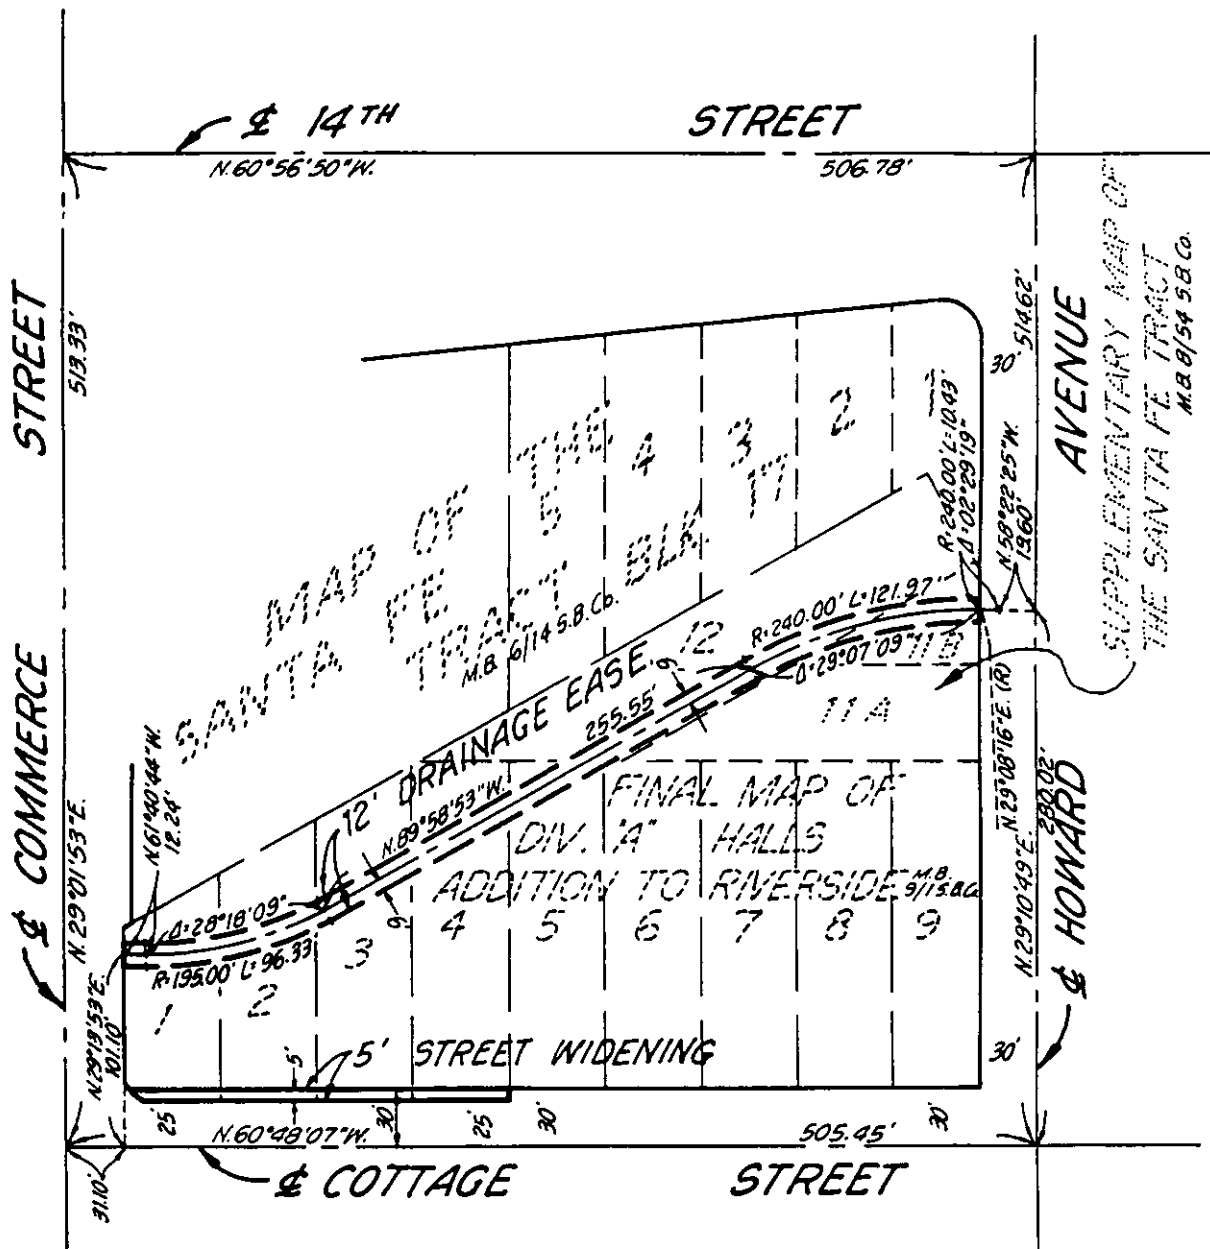 ℄ 14TH STREET
N.60°56'50"W. 506.78'
STREET
513.33'
℄ COMMERCE
N.29°01'53"E.
30' 514.62'
AVENUE
SUPPLEMENTARY MAP OF
THE SANTA FE TRACT
M.B. 8/54 S.B. Co.
MAP OF THE
SANTA FE
TRACT BLK. 17
M.B. 6/14 S.B. Co.
5 4 3 2 1
R=240.00' L=10.43'
Δ=02°29'19"
N.58°22'25"W.
19.60'
12
R=240.00' L=121.97'
Δ=29°07'09"
11B
11A
12' DRAINAGE EASE.
255.55'
6'
N.89°58'53"W.
6'
N.61°40'44"W.
12.24'
Δ=28°18'09"
R=195.00' L=96.33'
FINAL MAP OF
DIV. "A" HALLS
ADDITION TO RIVERSIDE
M.B.
9/1 S.B.Co.
1 2 3 4 5 6 7 8 9
N.29°08'16"E. (R)
280.02'
N.29°10'49"E.
℄ HOWARD
N.29°13'53"E.
101.10'
5' 5' STREET WIDENING
30'
25' 30' 25' 30' 30'
N.60°48'07"W. 505.45'
31.10'
℄ COTTAGE STREET